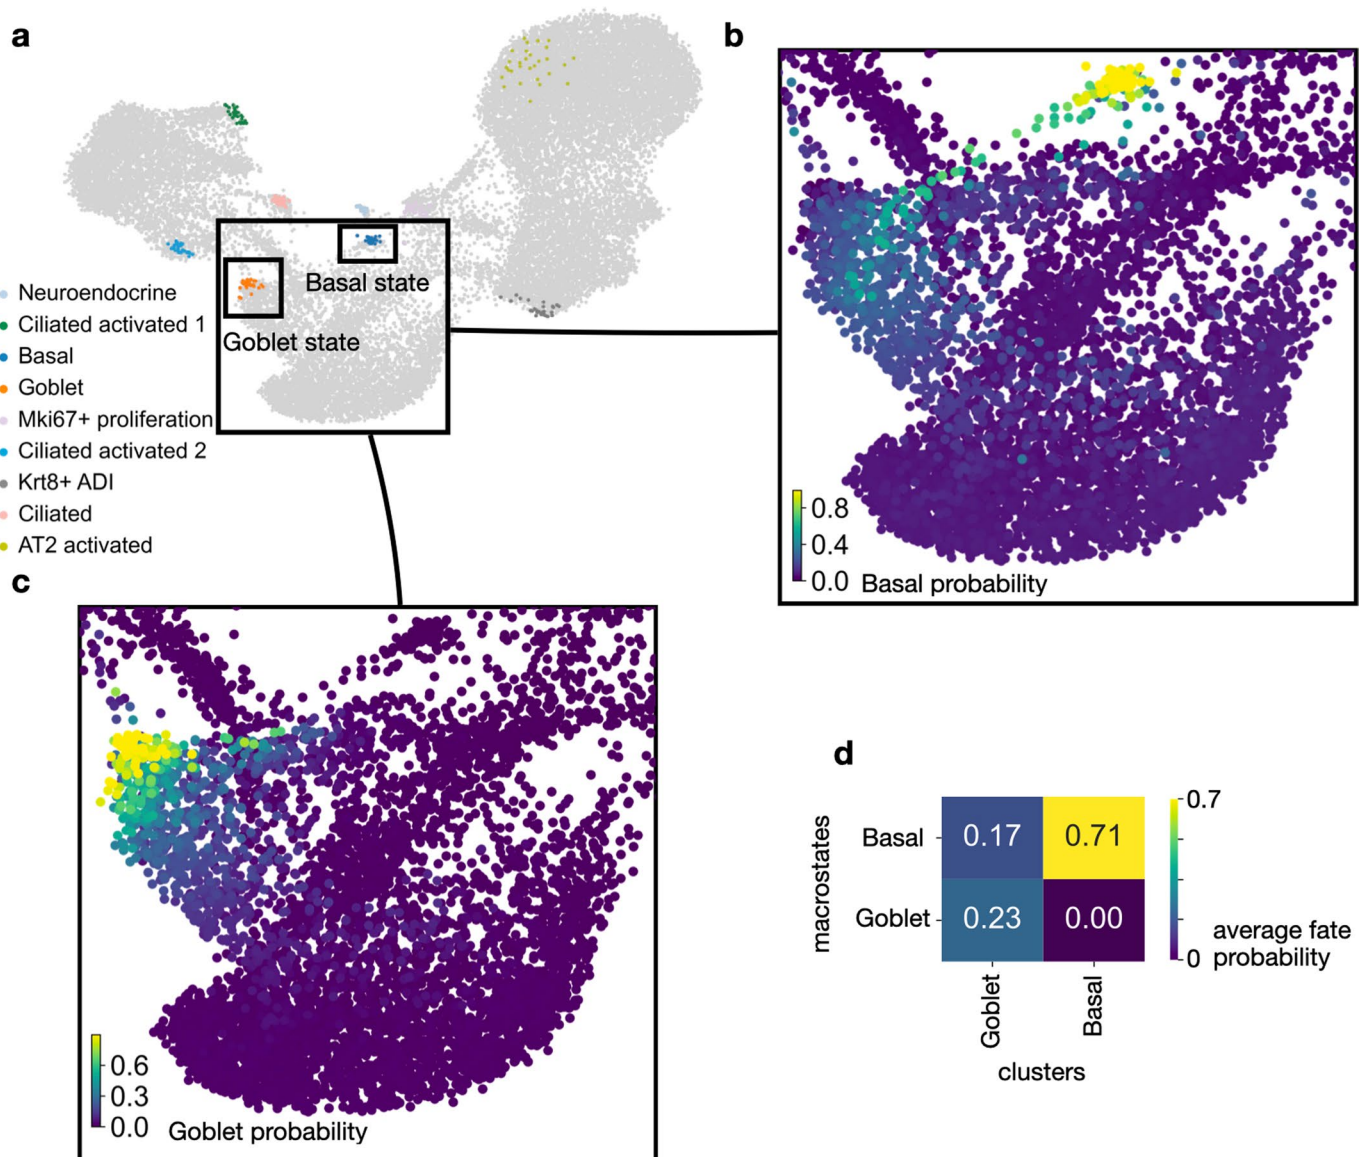 a
Basal state
Goblet state
Neuroendocrine
Ciliated activated 1
Basal
Goblet
Mki67+ proliferation
Ciliated activated 2
Krt8+ ADI
Ciliated
AT2 activated
b
0.8
0.4
0.0
Basal probability
c
0.6
0.3
0.0
Goblet probability
d
macrostates
Basal
Goblet
0.17 0.71
0.23 0.00
Goblet
Basal
clusters
0.7
0
average fate
probability